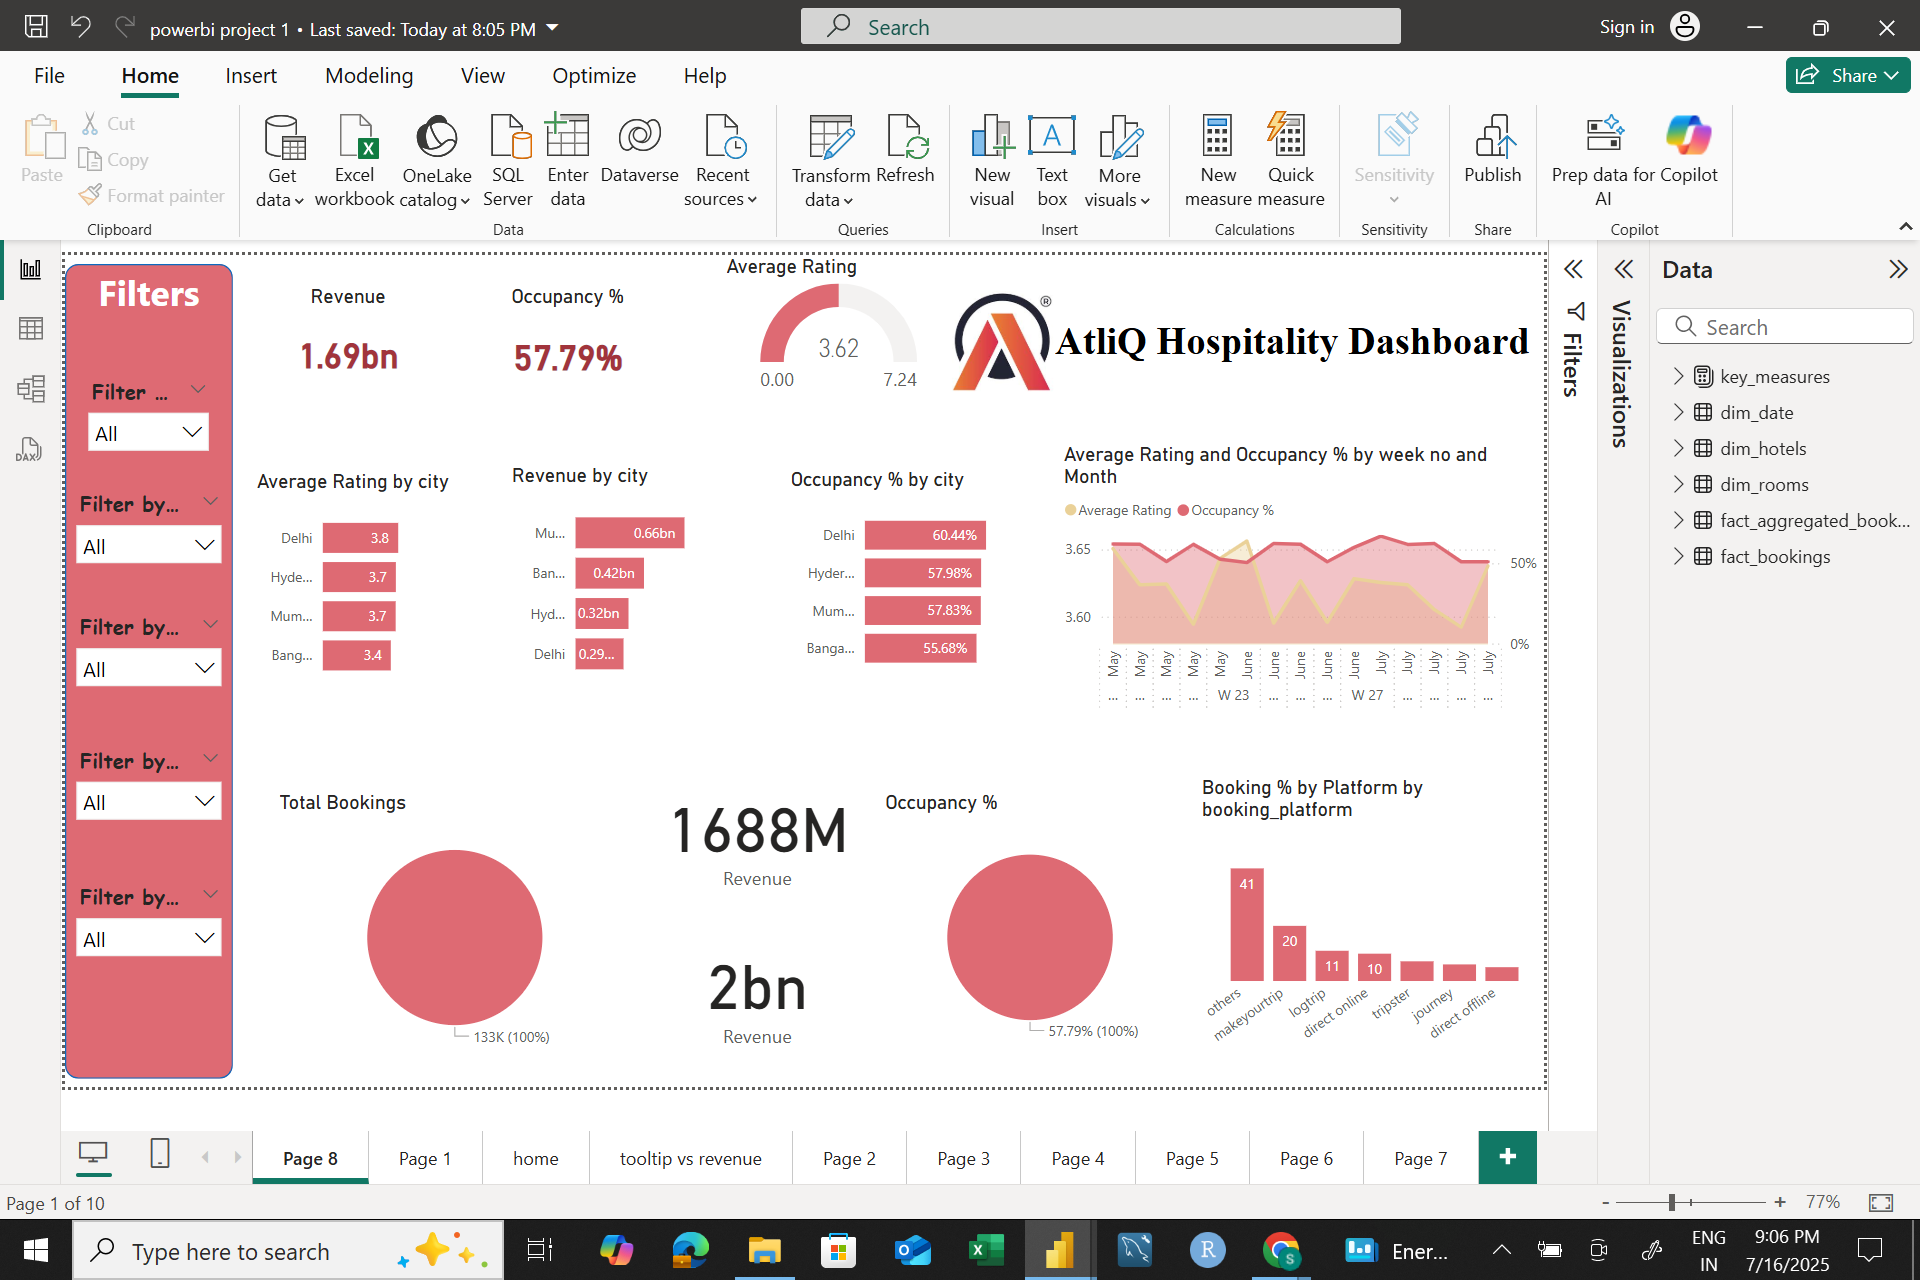 powerbi project 1 • Last saved: Today at 8:05 PM
Search
Sign in
File
Home
Insert
Modeling
View
Optimize
Help
Share
Paste
Cut
Copy
Format painter
Clipboard
Get data
Excel workbook
OneLake catalog
SQL Server
Enter data
Dataverse
Recent sources
Data
Transform data
Refresh
Queries
New visual
Text box
More visuals
Insert
New measure
Quick measure
Calculations
Sensitivity
Sensitivity
Publish
Share
Prep data for AI
Copilot
Copilot
DAX
Filters
Filter ...
All
Filter by...
All
Filter by...
All
Filter by...
All
Filter by...
All
Revenue
1.69bn
Occupancy %
57.79%
Average Rating
3.62
0.00
7.24
®
AtliQ Hospitality Dashboard
Average Rating by city
Delhi 3.8
Hyde... 3.7
Mum... 3.7
Bang... 3.4
Revenue by city
Mu... 0.66bn
Ban... 0.42bn
Hyd... 0.32bn
Delhi 0.29...
Occupancy % by city
Delhi 60.44%
Hyder... 57.98%
Mum... 57.83%
Banga... 55.68%
Average Rating and Occupancy % by week no and
Month
Average Rating Occupancy %
3.65
50%
3.60
0%
May May May May May June June June June June July July July July July
... ... ... ... W 23 ... ... ... W 27 ... ... ... ...
Total Bookings
133K (100%)
1688M
Revenue
2bn
Revenue
Occupancy %
57.79% (100%)
Booking % by Platform by
booking_platform
41
20
11
10
others
makeyourtrip
logtrip
direct online
tripster
journey
direct offline
Filters
Visualizations
Data
Search
key_measures
dim_date
dim_hotels
dim_rooms
fact_aggregated_book...
fact_bookings
Page 8
Page 1
home
tooltip vs revenue
Page 2
Page 3
Page 4
Page 5
Page 6
Page 7
+
Page 1 of 10
- + 77%
Type here to search
R
S
Ener...
ENG
IN
9:06 PM
7/16/2025